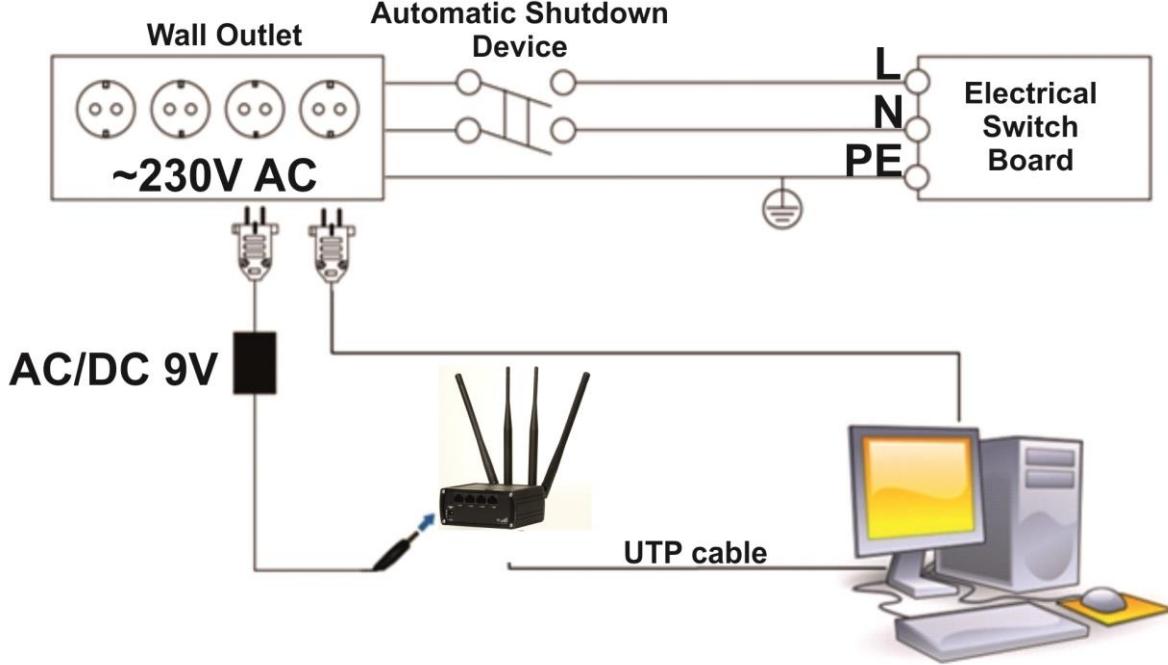 Automatic Shutdown
Device
Wall Outlet
L
N
PE
Electrical
Switch
Board
~230V AC
AC/DC 9V
UTP cable